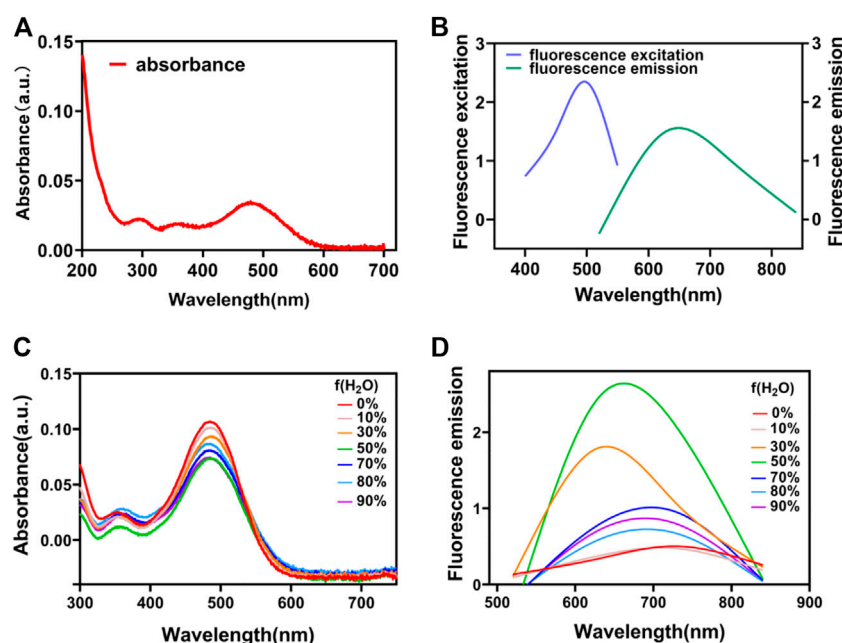 A
0.15
0.10
0.05
0.00
Absorbance (a.u.)
absorbance
200 300 400 500 600 700
Wavelength(nm)
B
3
2
1
0
Fluorescence excitation
fluorescence excitation
fluorescence emission
3
2
1
0
Fluorescence emission
400 500 600 700 800
Wavelength(nm)
C
0.15
0.10
0.05
0.00
Absorbance(a.u.)
f(H2O)
0%
10%
30%
50%
70%
80%
90%
300 400 500 600 700
Wavelength(nm)
D
2
1
0
Fluorescence emission
f(H2O)
0%
10%
30%
50%
70%
80%
90%
500 600 700 800 900
Wavelength(nm)